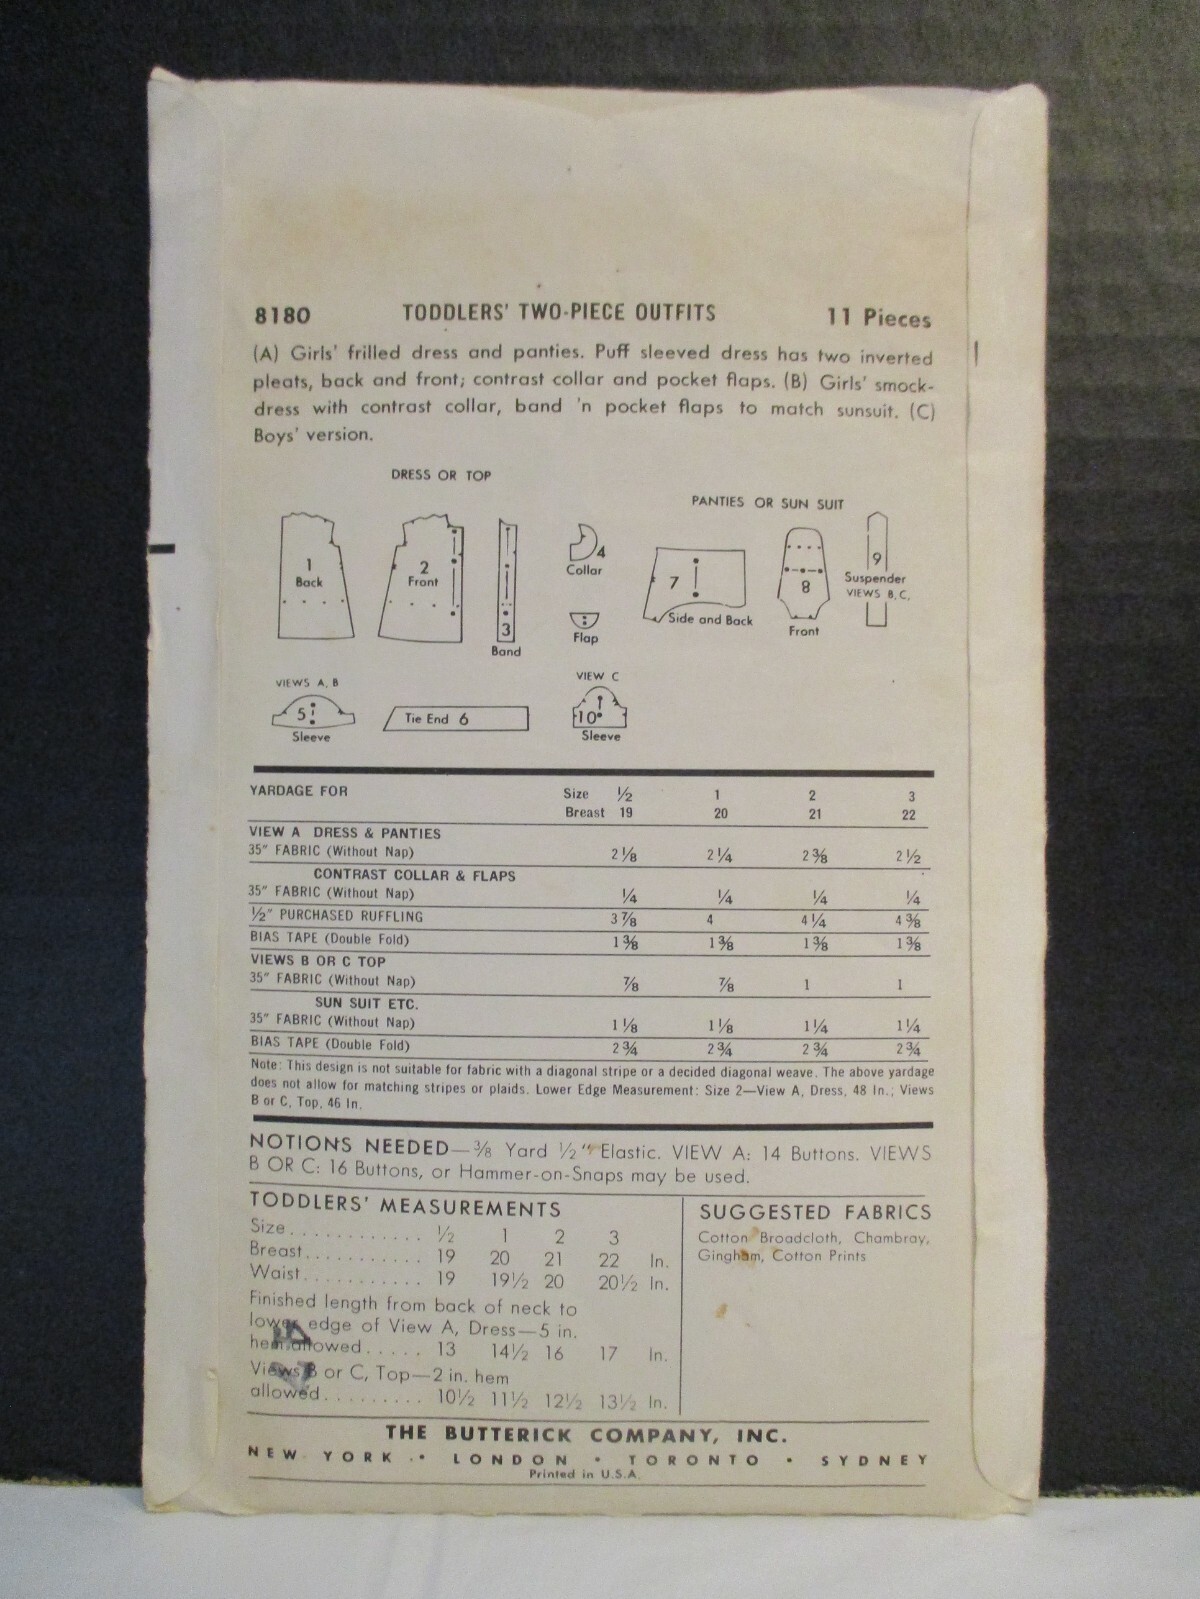 8180 TODDLERS' TWO-PIECE OUTFITS 11 Pieces
(A) Girls' frilled dress and panties. Puff sleeved dress has two inverted
pleats, back and front; contrast collar and pocket flaps. (B) Girls' smock-
dress with contrast collar, band 'n pocket flaps to match sunsuit. (C)
Boys' version.
DRESS OR TOP
1
Back
2
Front
3
Band
4
Collar
Flap
VIEWS A, B
5
Sleeve
Tie End 6
VIEW C
10
Sleeve
PANTIES OR SUN SUIT
7
Side and Back
8
Front
9
Suspender
VIEWS B, C,
YARDAGE FOR Size ½ 1 2 3
Breast 19 20 21 22
VIEW A DRESS & PANTIES
35" FABRIC (Without Nap) 2⅛ 2¼ 2⅜ 2½
CONTRAST COLLAR & FLAPS
35" FABRIC (Without Nap) ¼ ¼ ¼ ¼
½" PURCHASED RUFFLING 3⅞ 4 4¼ 4⅜
BIAS TAPE (Double Fold) 1⅜ 1⅜ 1⅜ 1⅜
VIEWS B OR C TOP
35" FABRIC (Without Nap) ⅞ ⅞ 1 1
SUN SUIT ETC.
35" FABRIC (Without Nap) 1⅛ 1⅛ 1¼ 1¼
BIAS TAPE (Double Fold) 2¾ 2¾ 2¾ 2¾
Note: This design is not suitable for fabric with a diagonal stripe or a decided diagonal weave. The above yardage
does not allow for matching stripes or plaids. Lower Edge Measurement: Size 2—View A, Dress, 48 In.; Views
B or C, Top, 46 In.
NOTIONS NEEDED—⅜ Yard ½" Elastic. VIEW A: 14 Buttons. VIEWS
B OR C: 16 Buttons, or Hammer-on-Snaps may be used.
TODDLERS' MEASUREMENTS
Size............ ½ 1 2 3
Breast........... 19 20 21 22 In.
Waist........... 19 19½ 20 20½ In.
Finished length from back of neck to
lower edge of View A, Dress—5 in.
hem allowed..... 13 14½ 16 17 In.
Views B or C, Top—2 in. hem
allowed......... 10½ 11½ 12½ 13½ In.
SUGGESTED FABRICS
Cotton Broadcloth, Chambray,
Gingham, Cotton Prints
THE BUTTERICK COMPANY, INC.
NEW YORK • LONDON • TORONTO • SYDNEY
Printed in U.S.A.